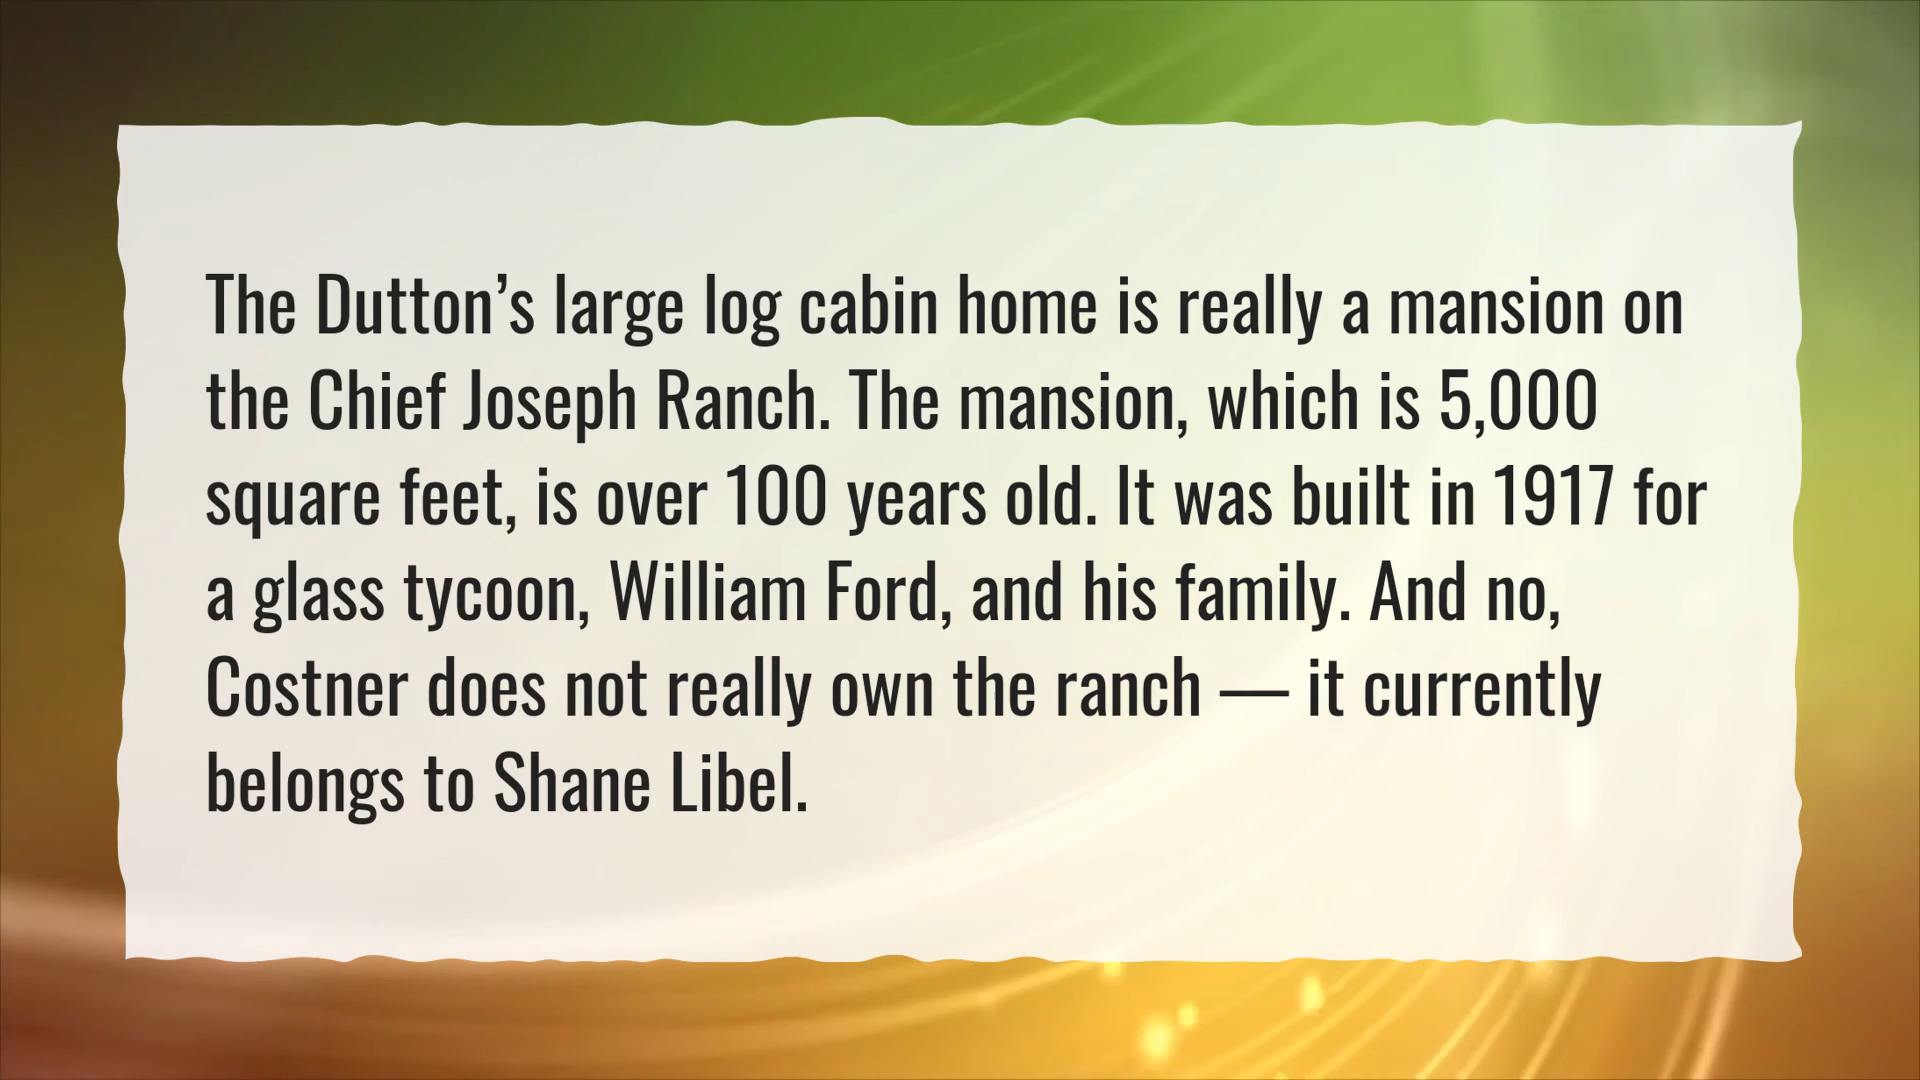 The Dutton’s large log cabin home is really a mansion on
the Chief Joseph Ranch. The mansion, which is 5,000
square feet, is over 100 years old. It was built in 1917 for
a glass tycoon, William Ford, and his family. And no,
Costner does not really own the ranch — it currently
belongs to Shane Libel.